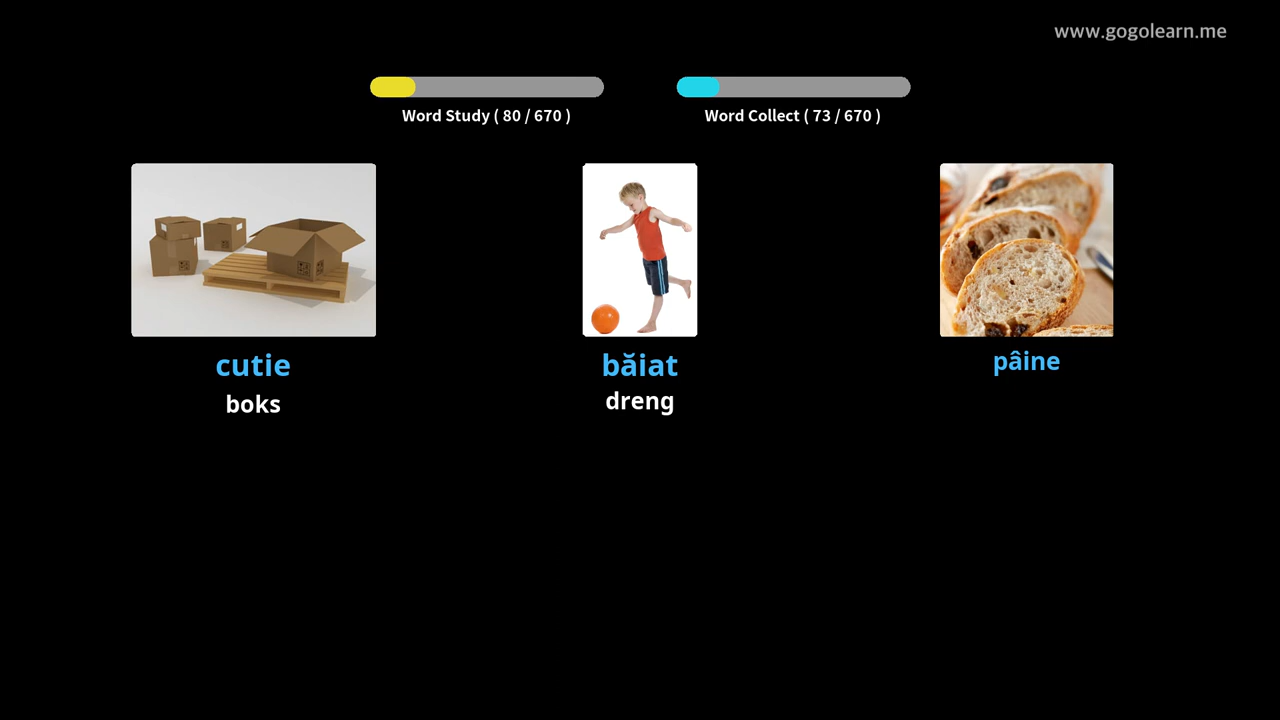 www.gogolearn.me
Word Study ( 80 / 670 )
Word Collect ( 73 / 670 )
cutie
boks
băiat
dreng
pâine